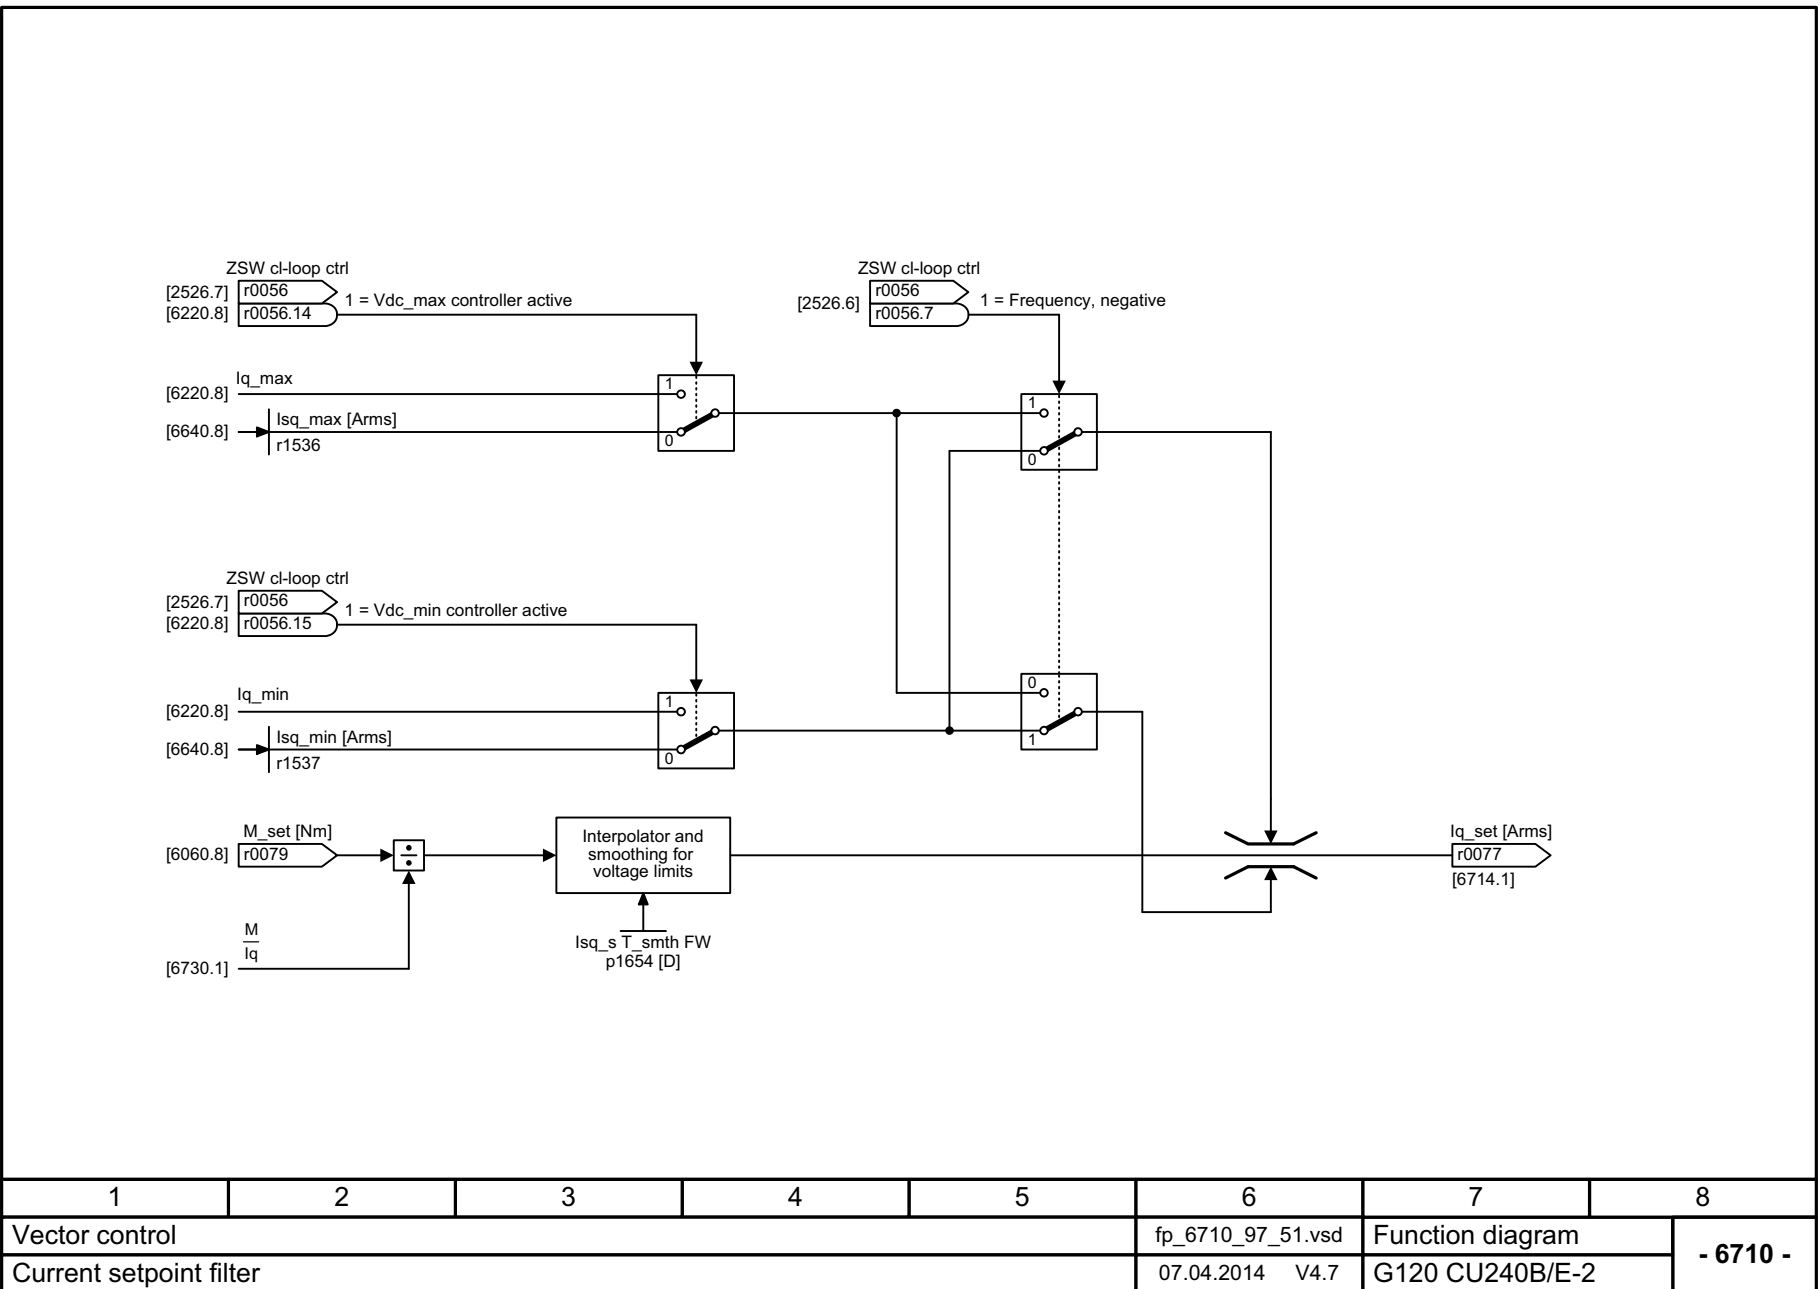 ZSW cl-loop ctrl
[2526.7] r0056
1 = Vdc_max controller active
[6220.8] r0056.14
ZSW cl-loop ctrl
r0056
[2526.6] 1 = Frequency, negative
r0056.7
Iq_max
[6220.8]
1
Isq_max [Arms]
[6640.8]
r1536
0
1
0
ZSW cl-loop ctrl
[2526.7] r0056
1 = Vdc_min controller active
[6220.8] r0056.15
Iq_min
[6220.8]
1
Isq_min [Arms]
[6640.8]
r1537
0
0
1
M_set [Nm]
[6060.8] r0079
÷
Interpolator and
smoothing for
voltage limits
Iq_set [Arms]
r0077
[6714.1]
M
Iq
[6730.1]
Isq_s T_smth FW
p1654 [D]
1 2 3 4 5 6 7 8
Vector control fp_6710_97_51.vsd Function diagram
- 6710 -
Current setpoint filter 07.04.2014 V4.7 G120 CU240B/E-2